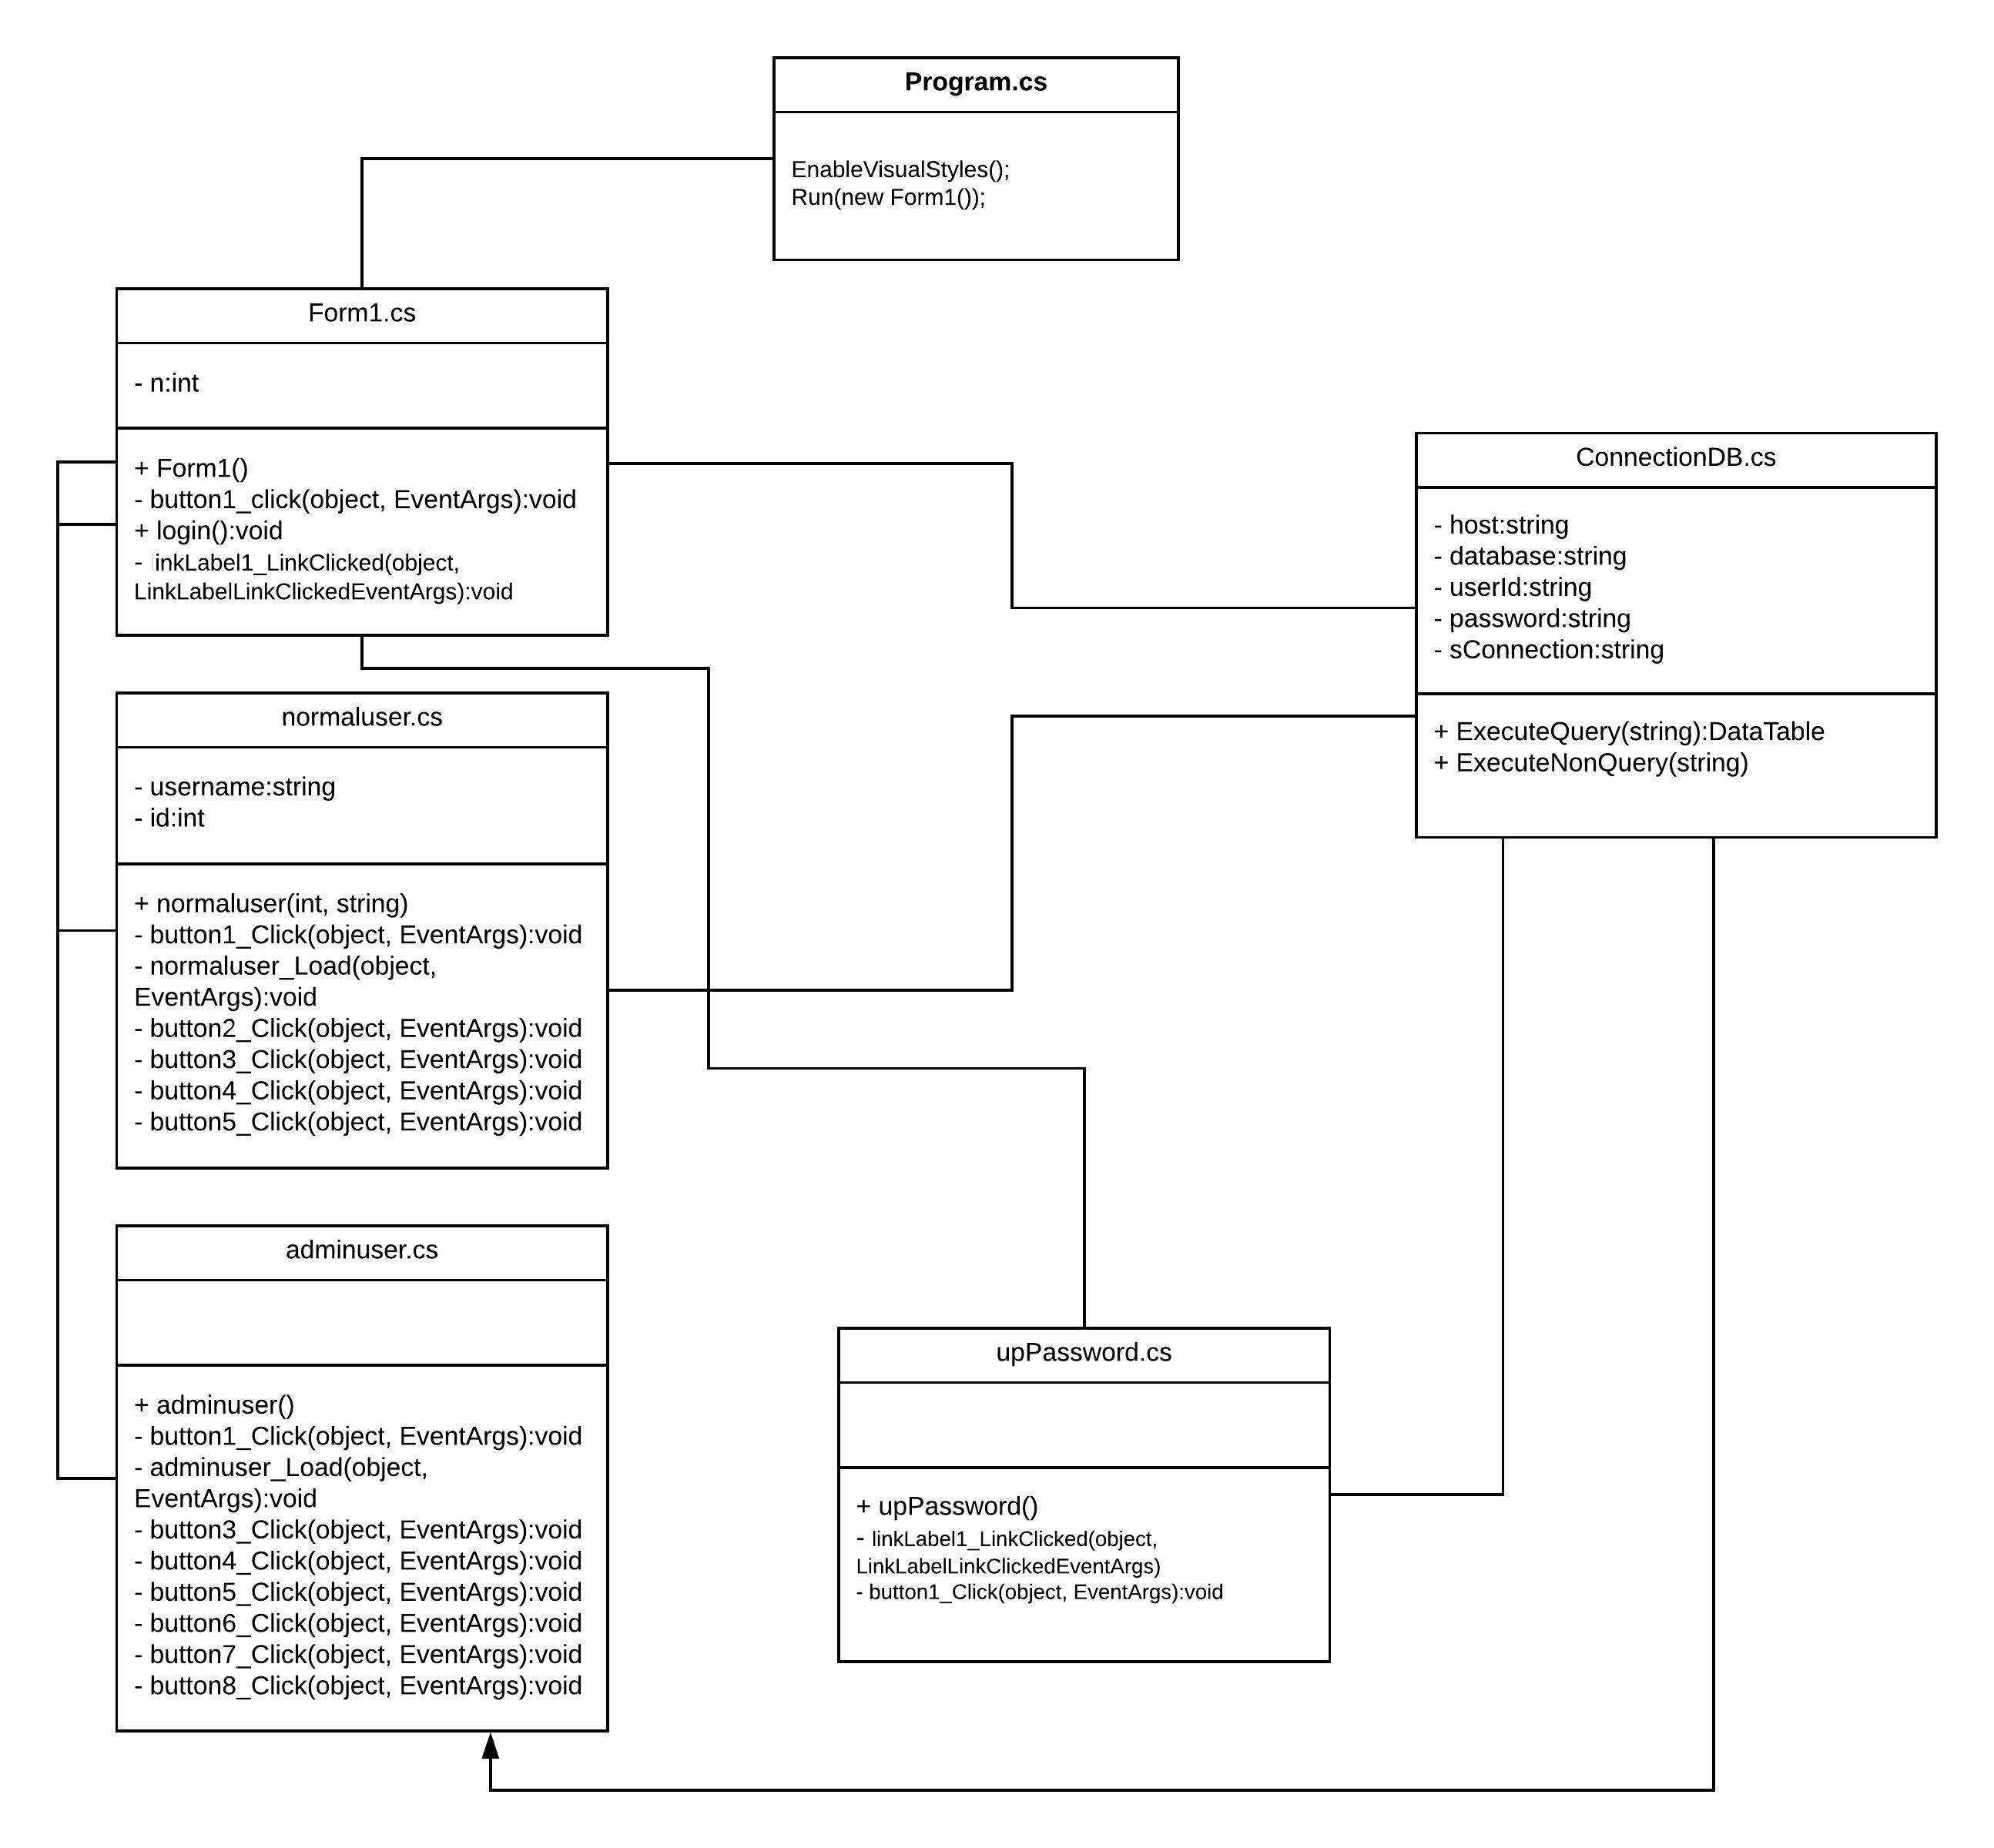 Program.cs
EnableVisualStyles();
Run(new Form1());
Form1.cs
- n:int
+ Form1()
- button1_click(object, EventArgs):void
+ login():void
- linkLabel1_LinkClicked(object,
LinkLabelLinkClickedEventArgs):void
normaluser.cs
- username:string
- id:int
+ normaluser(int, string)
- button1_Click(object, EventArgs):void
- normaluser_Load(object,
EventArgs):void
- button2_Click(object, EventArgs):void
- button3_Click(object, EventArgs):void
- button4_Click(object, EventArgs):void
- button5_Click(object, EventArgs):void
adminuser.cs
+ adminuser()
- button1_Click(object, EventArgs):void
- adminuser_Load(object,
EventArgs):void
- button3_Click(object, EventArgs):void
- button4_Click(object, EventArgs):void
- button5_Click(object, EventArgs):void
- button6_Click(object, EventArgs):void
- button7_Click(object, EventArgs):void
- button8_Click(object, EventArgs):void
ConnectionDB.cs
- host:string
- database:string
- userId:string
- password:string
- sConnection:string
+ ExecuteQuery(string):DataTable
+ ExecuteNonQuery(string)
upPassword.cs
+ upPassword()
- linkLabel1_LinkClicked(object,
LinkLabelLinkClickedEventArgs)
- button1_Click(object, EventArgs):void